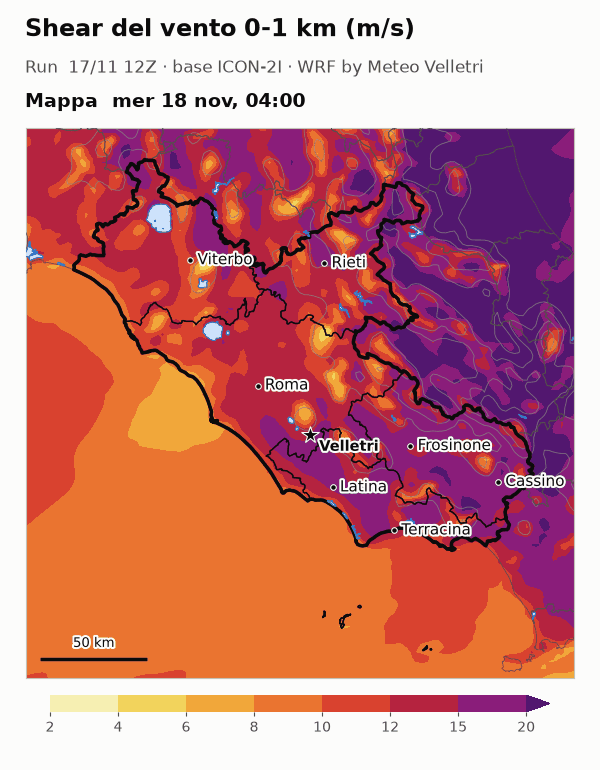 Shear del vento 0-1 km (m/s)
Run 17/11 12Z · base ICON-2I · WRF by Meteo Velletri
Mappa mer 18 nov, 04:00
Viterbo
Rieti
Roma
Velletri
Frosinone
Latina
Cassino
Terracina
50 km
2 4 6 8 10 12 15 20